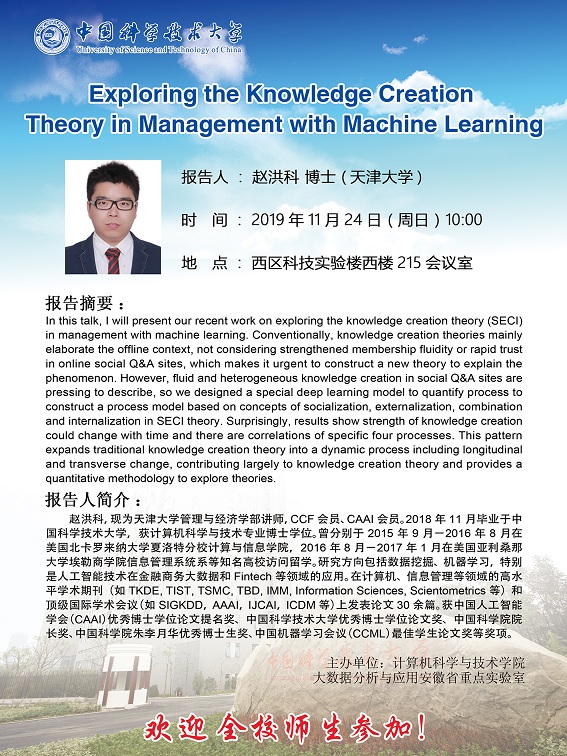 中国科学技术大学
University of Science and Technology of China
Exploring the Knowledge Creation
Theory in Management with Machine Learning
报告人 : 赵洪科 博士 ( 天津大学 )
时 间 : 2019 年 11 月 24 日 ( 周日 ) 10:00
地 点 : 西区科技实验楼西楼 215 会议室
报告摘要 :
In this talk, I will present our recent work on exploring the knowledge creation theory (SECI)
in management with machine learning. Conventionally, knowledge creation theories mainly
elaborate the offline context, not considering strengthened membership fluidity or rapid trust
in online social Q&A sites, which makes it urgent to construct a new theory to explain the
phenomenon. However, fluid and heterogeneous knowledge creation in social Q&A sites are
pressing to describe, so we designed a special deep learning model to quantify process to
construct a process model based on concepts of socialization, externalization, combination
and internalization in SECI theory. Surprisingly, results show strength of knowledge creation
could change with time and there are correlations of specific four processes. This pattern
expands traditional knowledge creation theory into a dynamic process including longitudinal
and transverse change, contributing largely to knowledge creation theory and provides a
quantitative methodology to explore theories.
报告人简介 :
赵洪科, 现为天津大学管理与经济学部讲师, CCF 会员、CAAI 会员。2018 年 11 月毕业于中
国科学技术大学, 获计算机科学与技术专业博士学位。曾分别于 2015 年 9 月－2016 年 8 月在
美国北卡罗来纳大学夏洛特分校计算与信息学院, 2016 年 8 月－2017 年 1 月在美国亚利桑那
大学埃勒商学院信息管理系统系等知名高校访问留学。研究方向包括数据挖掘、机器学习, 特别
是人工智能技术在金融商务大数据和 Fintech 等领域的应用。在计算机、信息管理等领域的高水
平学术期刊 (如 TKDE, TIST, TSMC, TBD, IMM, Information Sciences, Scientometrics 等) 和
顶级国际学术会议 (如 SIGKDD, AAAI, IJCAI, ICDM 等) 上发表论文 30 余篇。获中国人工智能
学会 (CAAI) 优秀博士学位论文提名奖、中国科学技术大学优秀博士学位论文奖、中国科学院院
长奖、中国科学院朱李月华优秀博士生奖、中国机器学习会议 (CCML) 最佳学生论文奖等奖项。
主办单位: 计算机科学与技术学院
大数据分析与应用安徽省重点实验室
欢迎全校师生参加!